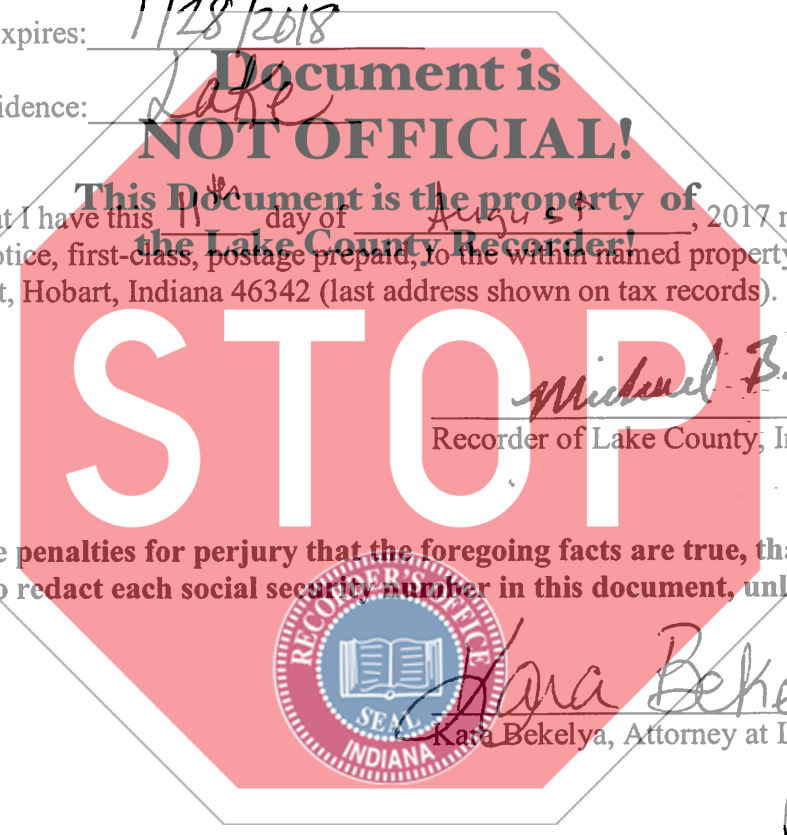 xpires: 1/28/2018
Document is
idence: Lake
NOT OFFICIAL!
This Document is the property of
at I have this 11th day of August, 2017
the Lake County Recorder!
otice, first-class, postage prepaid, to the within named property
t, Hobart, Indiana 46342 (last address shown on tax records).
STOP
Michael B.
Recorder of Lake County, I
e penalties for perjury that the foregoing facts are true, tha
o redact each social security number in this document, unl
RECORDER'S OFFICE
SEAL
INDIANA
Kara Beke
Kara Bekelya, Attorney at L